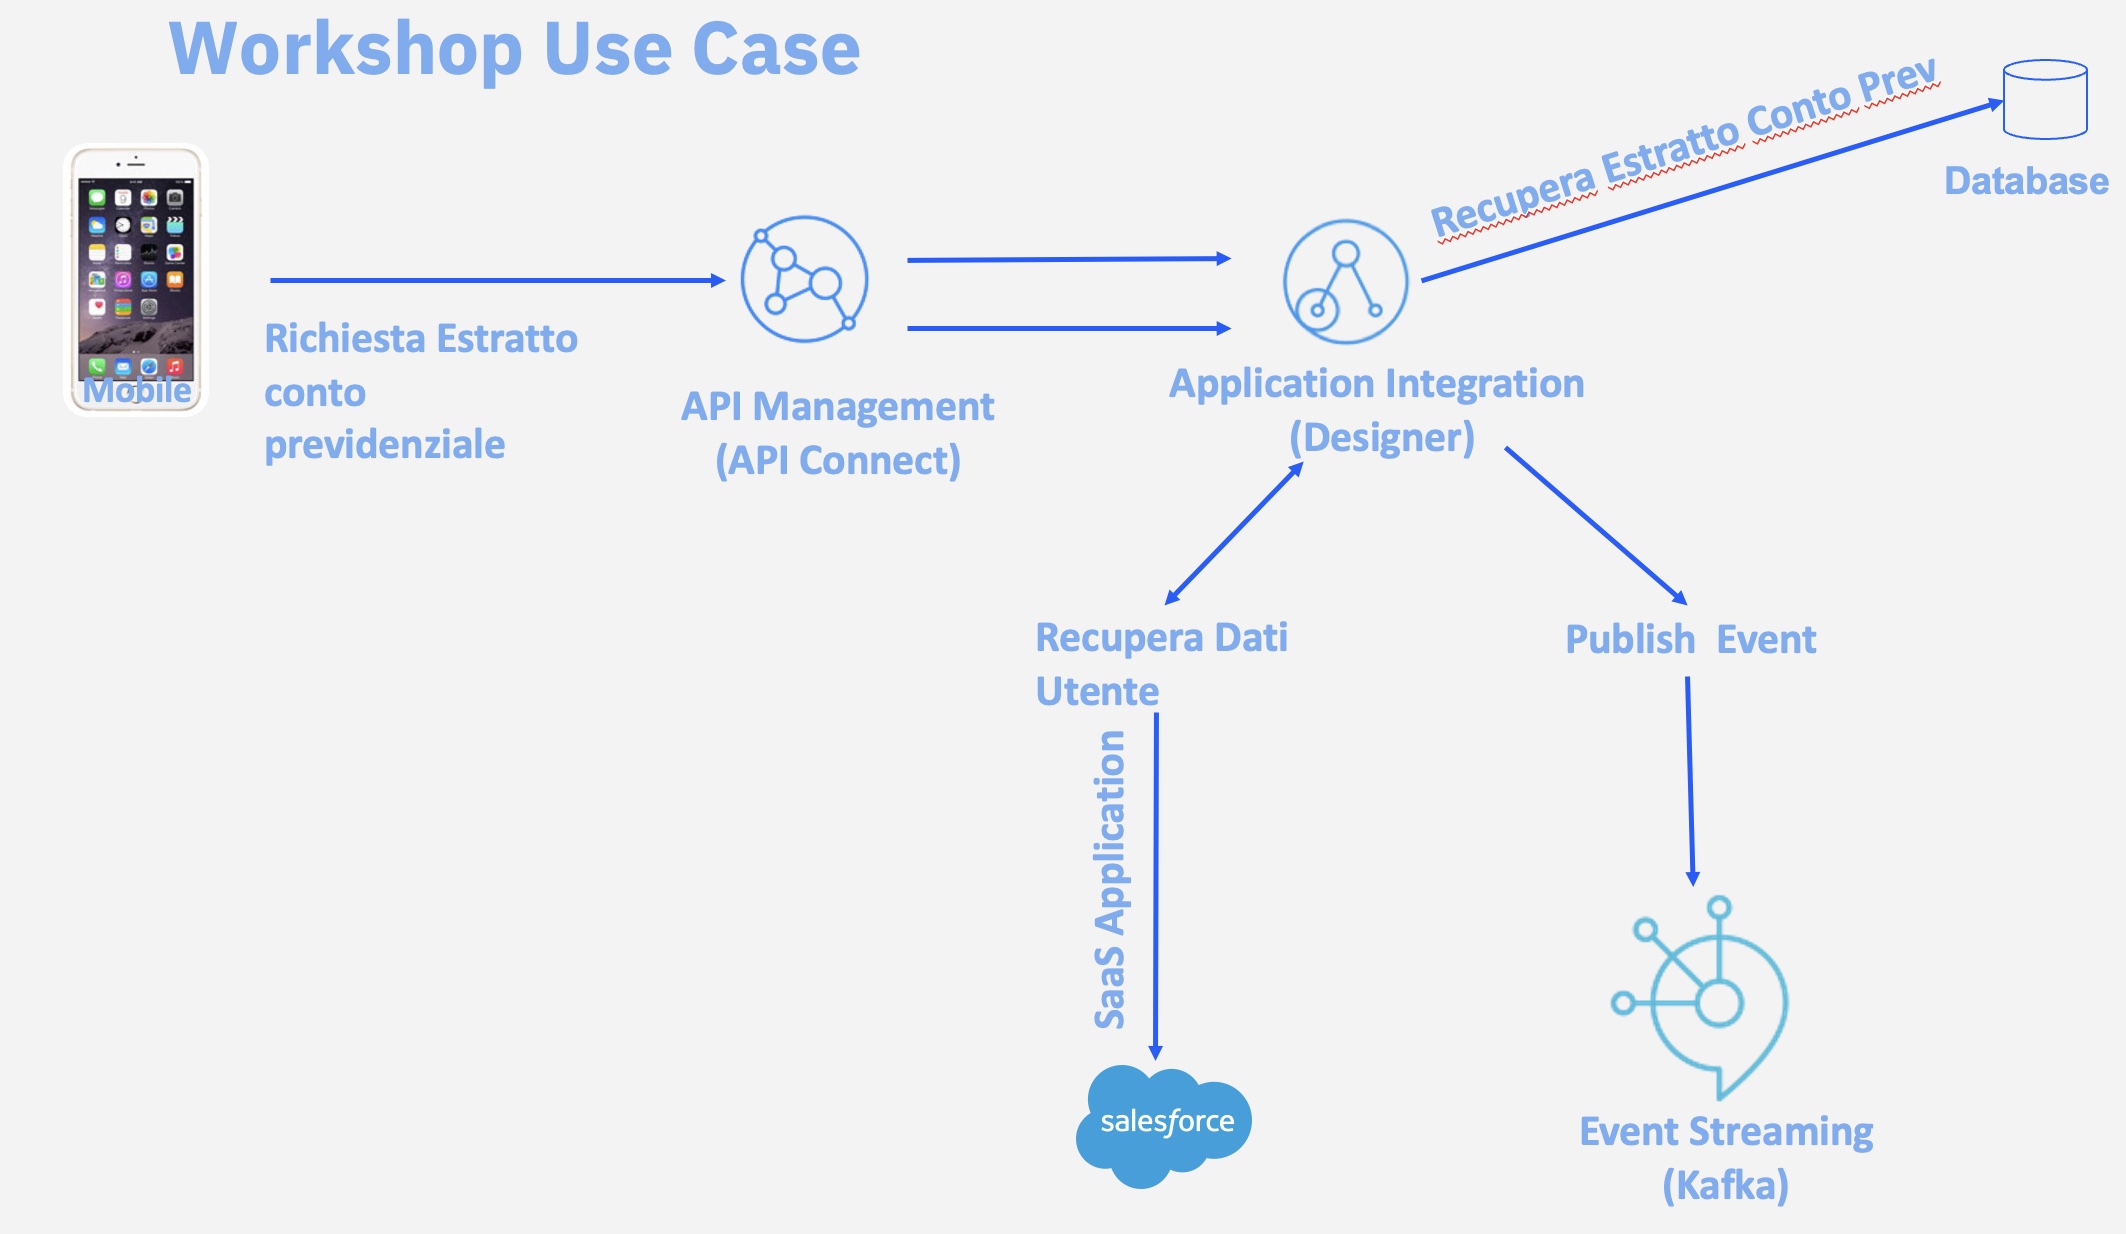 Workshop Use Case
Recupera Estratto Conto Prev
Database
Mobile
Richiesta Estratto
conto
previdenziale
API Management
(API Connect)
Application Integration
(Designer)
Recupera Dati
Utente
Publish Event
SaaS Application
salesforce
Event Streaming
(Kafka)